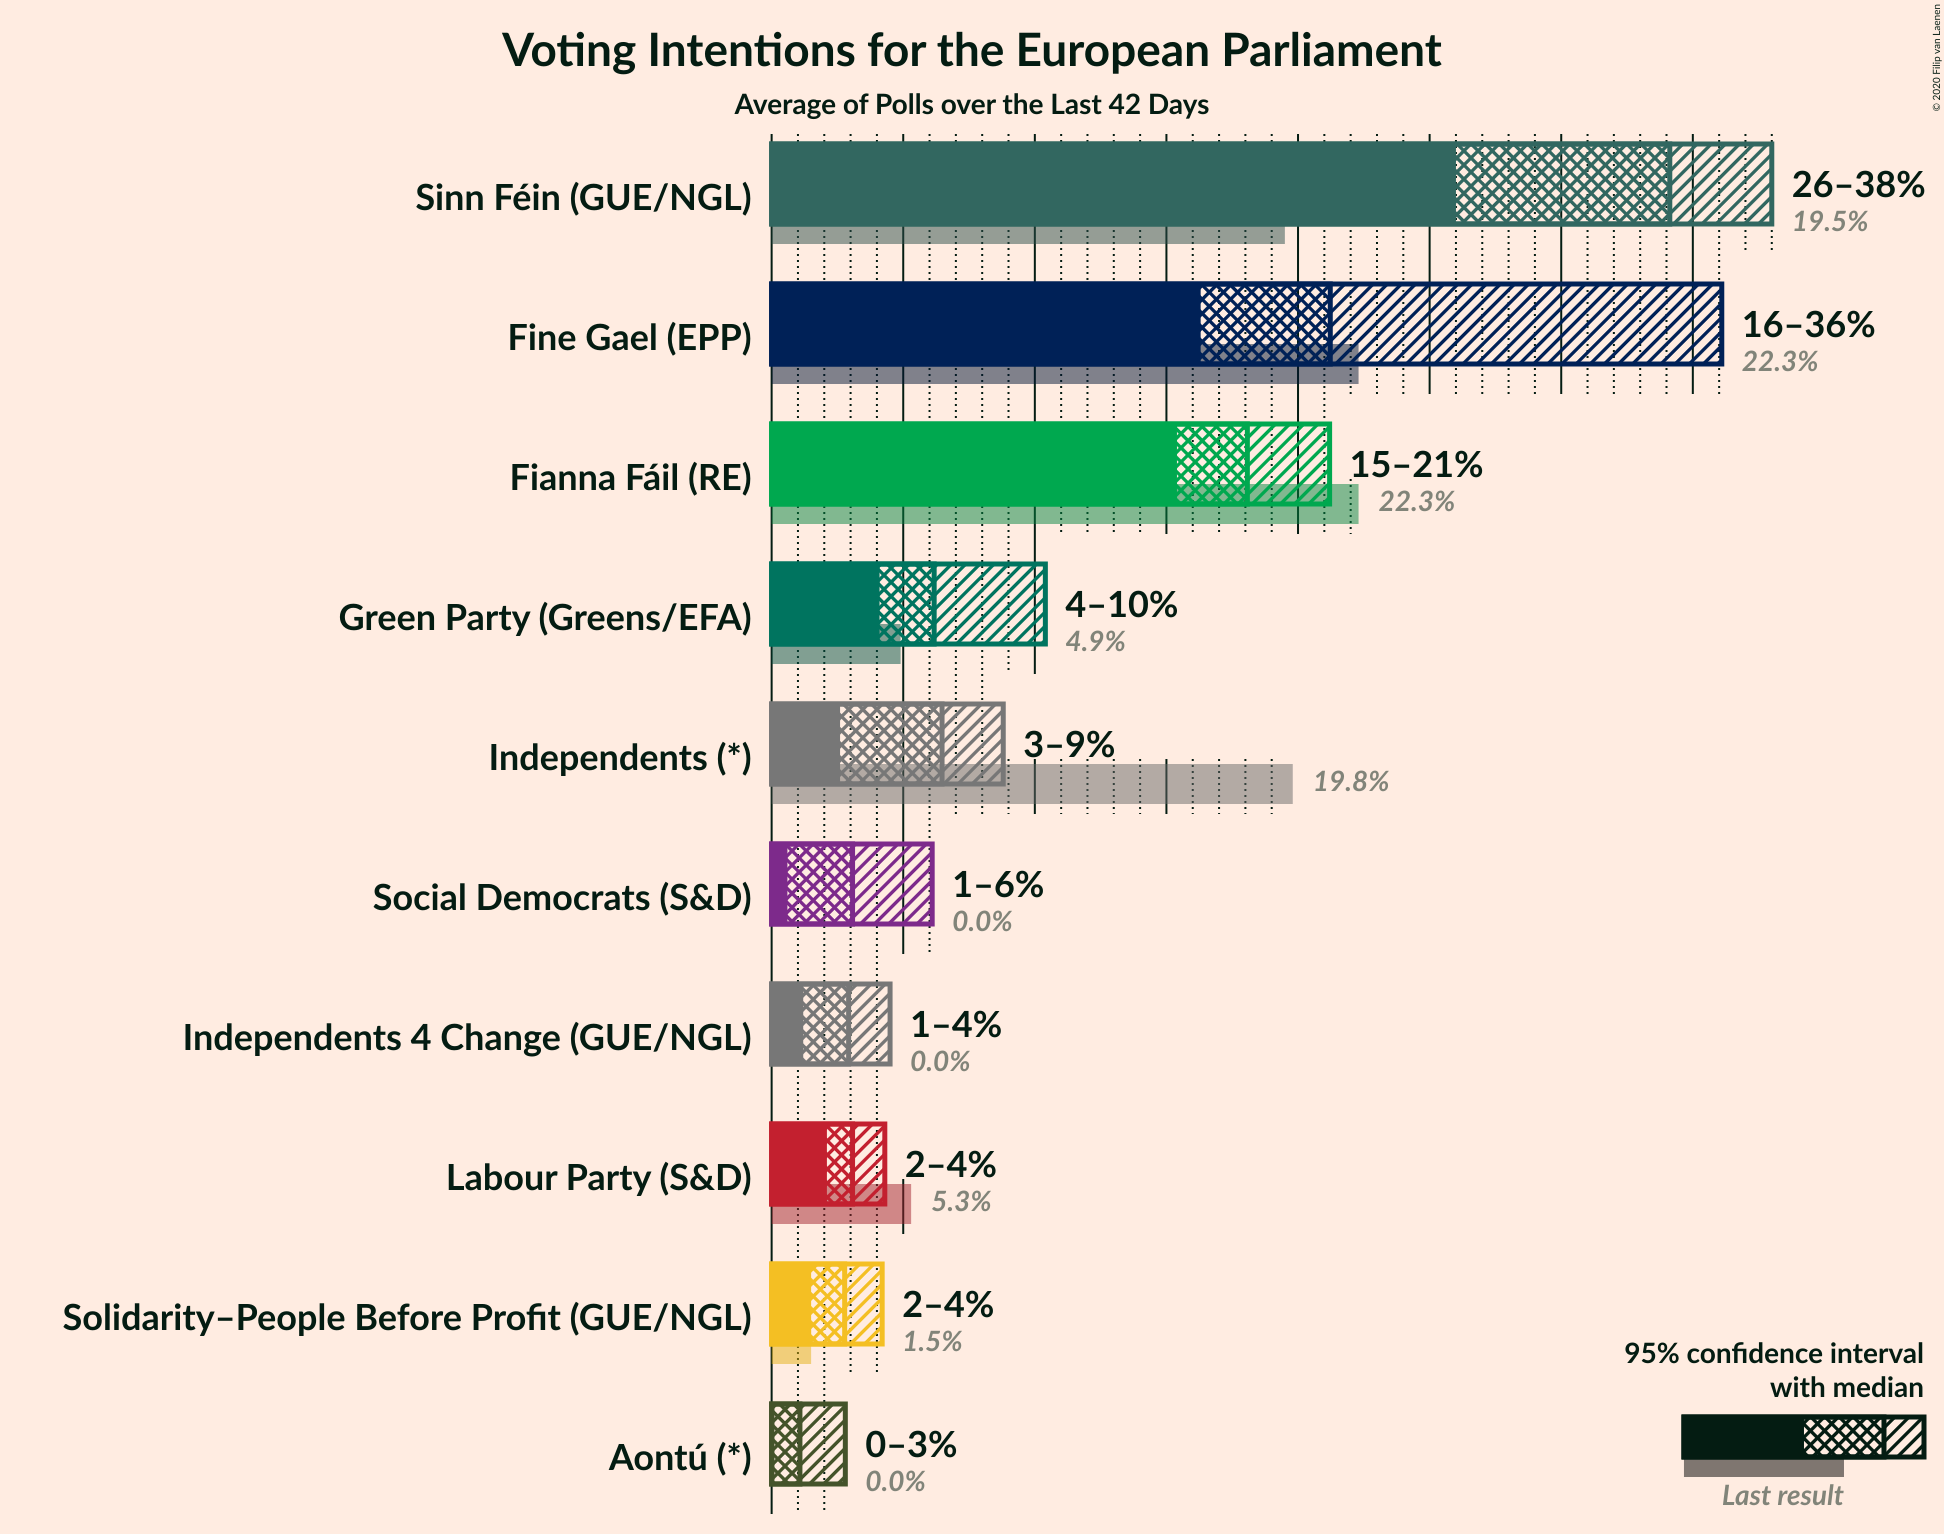 Voting Intentions for the European Parliament
Average of Polls over the Last 42 Days
© 2020 Filip van Laenen
Sinn Féin (GUE/NGL)
26–38%
19.5%
Fine Gael (EPP)
16–36%
22.3%
Fianna Fáil (RE)
15–21%
22.3%
Green Party (Greens/EFA)
4–10%
4.9%
Independents (*)
3–9%
19.8%
Social Democrats (S&D)
1–6%
0.0%
Independents 4 Change (GUE/NGL)
1–4%
0.0%
Labour Party (S&D)
2–4%
5.3%
Solidarity–People Before Profit (GUE/NGL)
2–4%
1.5%
Aontú (*)
0–3%
0.0%
95% confidence interval
with median
Last result